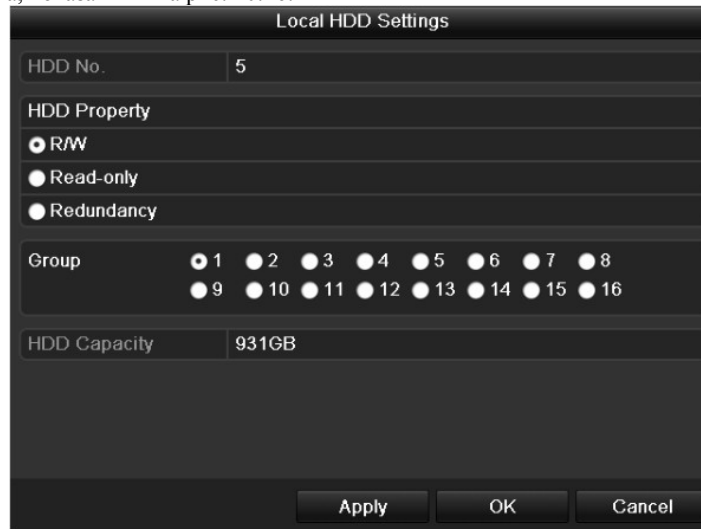 Local HDD Settings
HDD No. 5
HDD Property
R/W
Read-only
Redundancy
Group 1 2 3 4 5 6 7 8
9 10 11 12 13 14 15 16
HDD Capacity 931GB
Apply OK Cancel